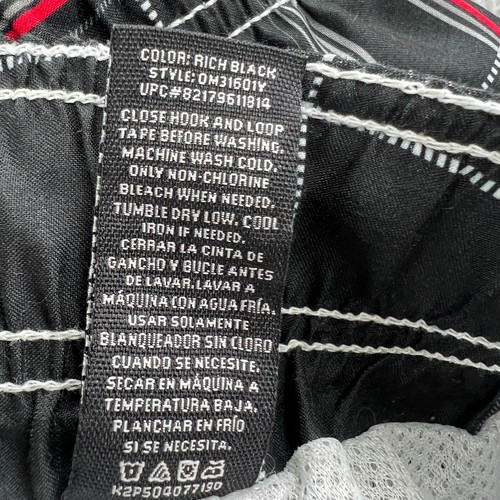 COLOR: RICH BLACK
STYLE: OM31601Y
UPC#82179611814
CLOSE HOOK AND LOOP
TAPE BEFORE WASHING.
MACHINE WASH COLD.
ONLY NON-CHLORINE
BLEACH WHEN NEEDED.
TUMBLE DRY LOW. COOL
IRON IF NEEDED.
CERRAR LA CINTA DE
GANCHO Y BUCLE ANTES
DE LAVAR. LAVAR A
MÁQUINA CON AGUA FRÍA.
USAR SOLAMENTE
BLANQUEADOR SIN CLORO
CUANDO SE NECESITE.
SECAR EN MÁQUINA A
TEMPERATURA BAJA.
PLANCHAR EN FRÍO
SI SE NECESITA.
K2P504077190